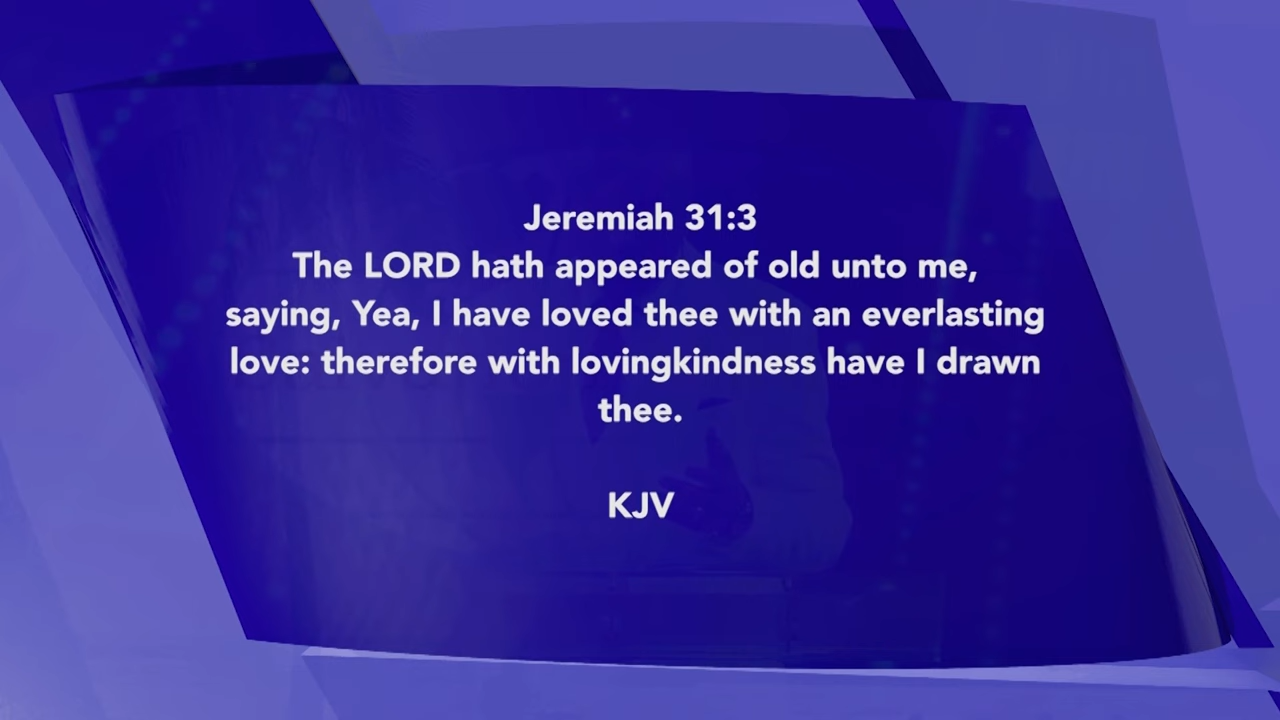 Jeremiah 31:3
The LORD hath appeared of old unto me,
saying, Yea, I have loved thee with an everlasting
love: therefore with lovingkindness have I drawn
thee.
KJV